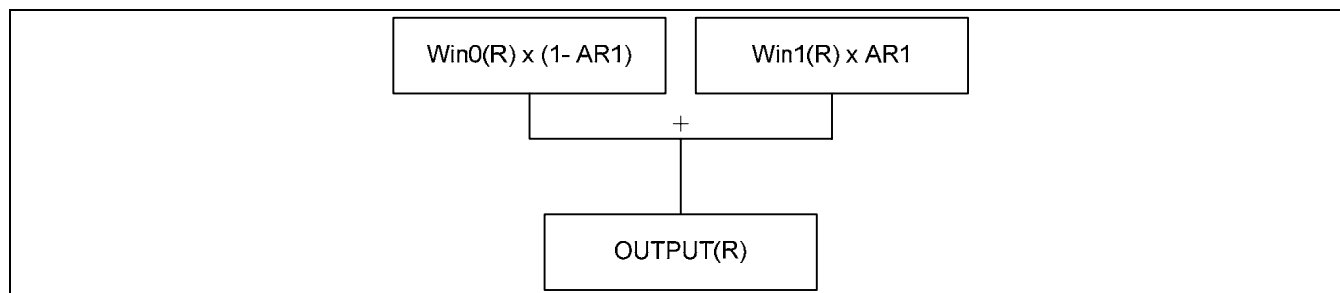 Win0(R) x (1- AR1)
Win1(R) x AR1
+
OUTPUT(R)